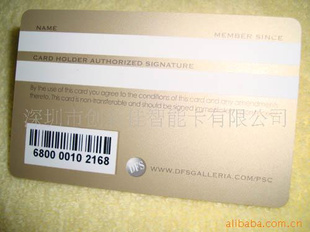 NAME
MEMBER SINCE
CARD HOLDER AUTHORIZED SIGNATURE
By the use of the card you agree to the conditions of this card and any amendments
thereto. The card is non-transferable and should be signed
深圳市 智能卡有限公司
6800 0010 2168
DFS
WWW.DFSGALLERIA.COM/PSC
alibaba.com.cn